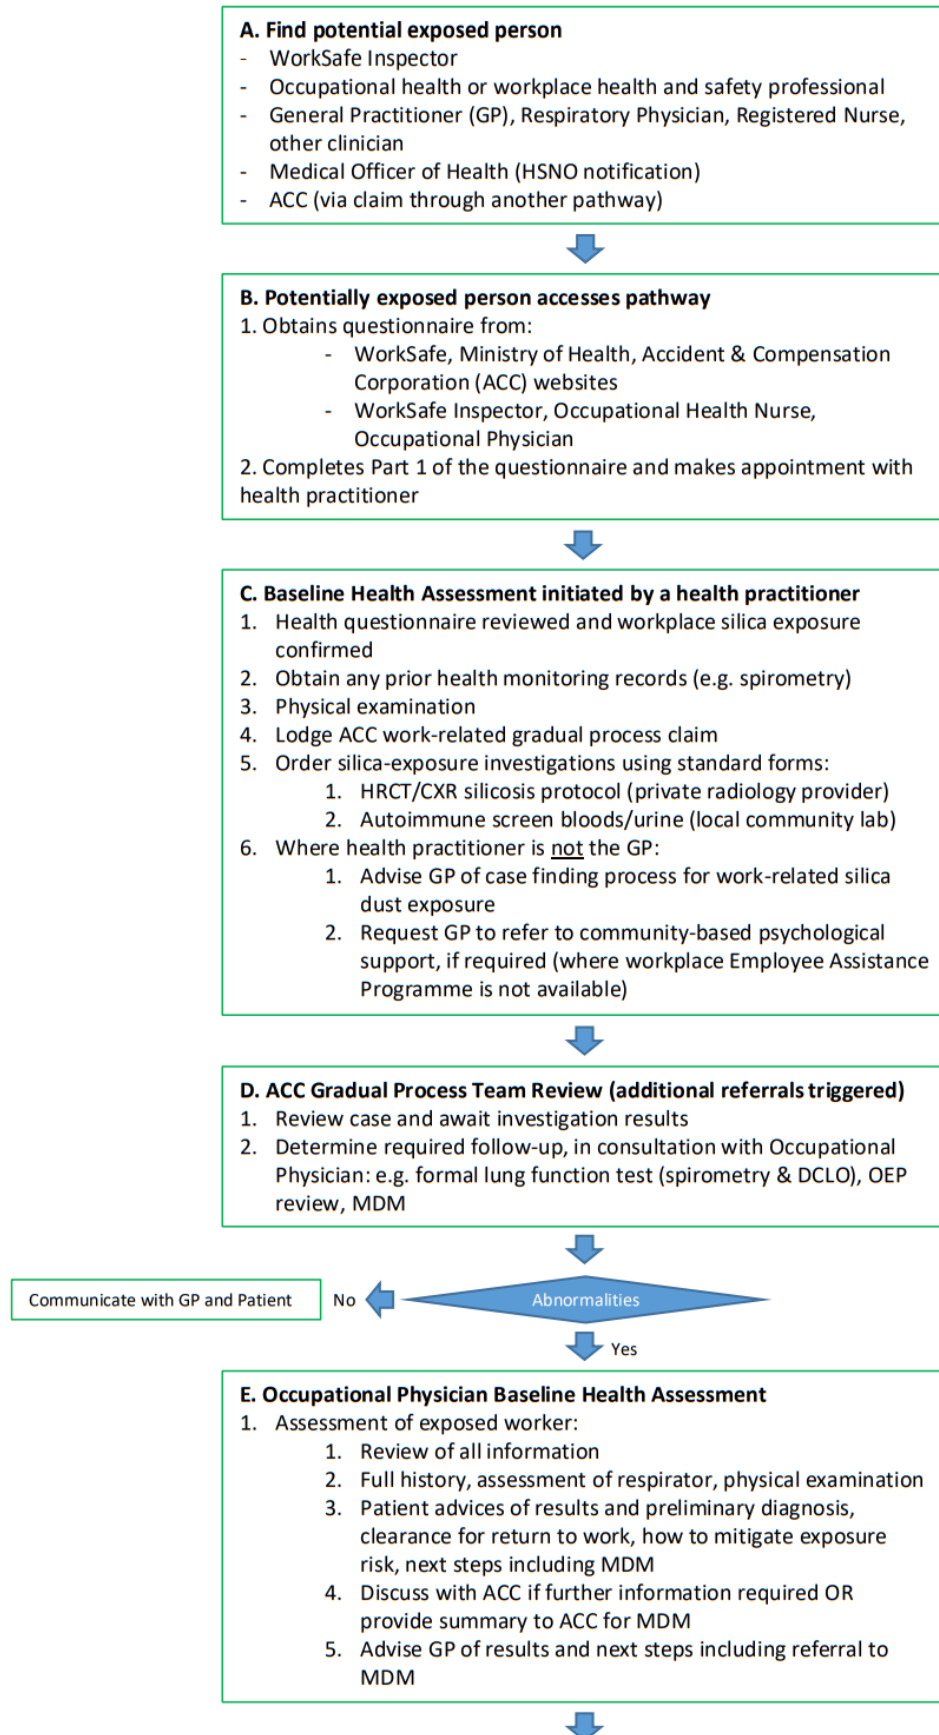 A. Find potential exposed person
- WorkSafe Inspector
- Occupational health or workplace health and safety professional
- General Practitioner (GP), Respiratory Physician, Registered Nurse,
other clinician
- Medical Officer of Health (HSNO notification)
- ACC (via claim through another pathway)
B. Potentially exposed person accesses pathway
1. Obtains questionnaire from:
- WorkSafe, Ministry of Health, Accident & Compensation
Corporation (ACC) websites
- WorkSafe Inspector, Occupational Health Nurse,
Occupational Physician
2. Completes Part 1 of the questionnaire and makes appointment with
health practitioner
C. Baseline Health Assessment initiated by a health practitioner
1. Health questionnaire reviewed and workplace silica exposure
confirmed
2. Obtain any prior health monitoring records (e.g. spirometry)
3. Physical examination
4. Lodge ACC work-related gradual process claim
5. Order silica-exposure investigations using standard forms:
1. HRCT/CXR silicosis protocol (private radiology provider)
2. Autoimmune screen bloods/urine (local community lab)
6. Where health practitioner is not the GP:
1. Advise GP of case finding process for work-related silica
dust exposure
2. Request GP to refer to community-based psychological
support, if required (where workplace Employee Assistance
Programme is not available)
D. ACC Gradual Process Team Review (additional referrals triggered)
1. Review case and await investigation results
2. Determine required follow-up, in consultation with Occupational
Physician: e.g. formal lung function test (spirometry & DCLO), OEP
review, MDM
Communicate with GP and Patient
No
Abnormalities
Yes
E. Occupational Physician Baseline Health Assessment
1. Assessment of exposed worker:
1. Review of all information
2. Full history, assessment of respirator, physical examination
3. Patient advices of results and preliminary diagnosis,
clearance for return to work, how to mitigate exposure
risk, next steps including MDM
4. Discuss with ACC if further information required OR
provide summary to ACC for MDM
5. Advise GP of results and next steps including referral to
MDM